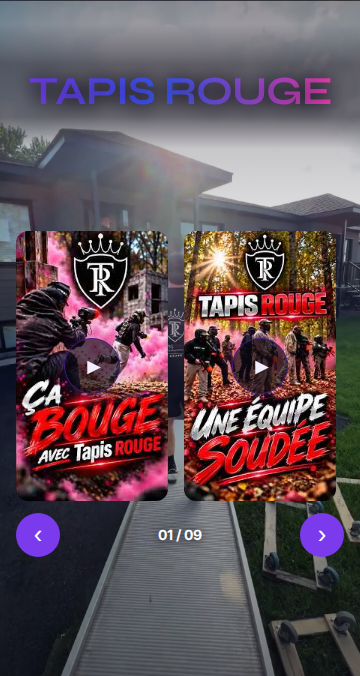 TAPIS ROUGE
TR
ÇA
BOUGE
AVEC Tapis ROUGE
TR
TAPIS ROUGE
UNE ÉQUIPE
SOUDÉE
‹
01 / 09
›